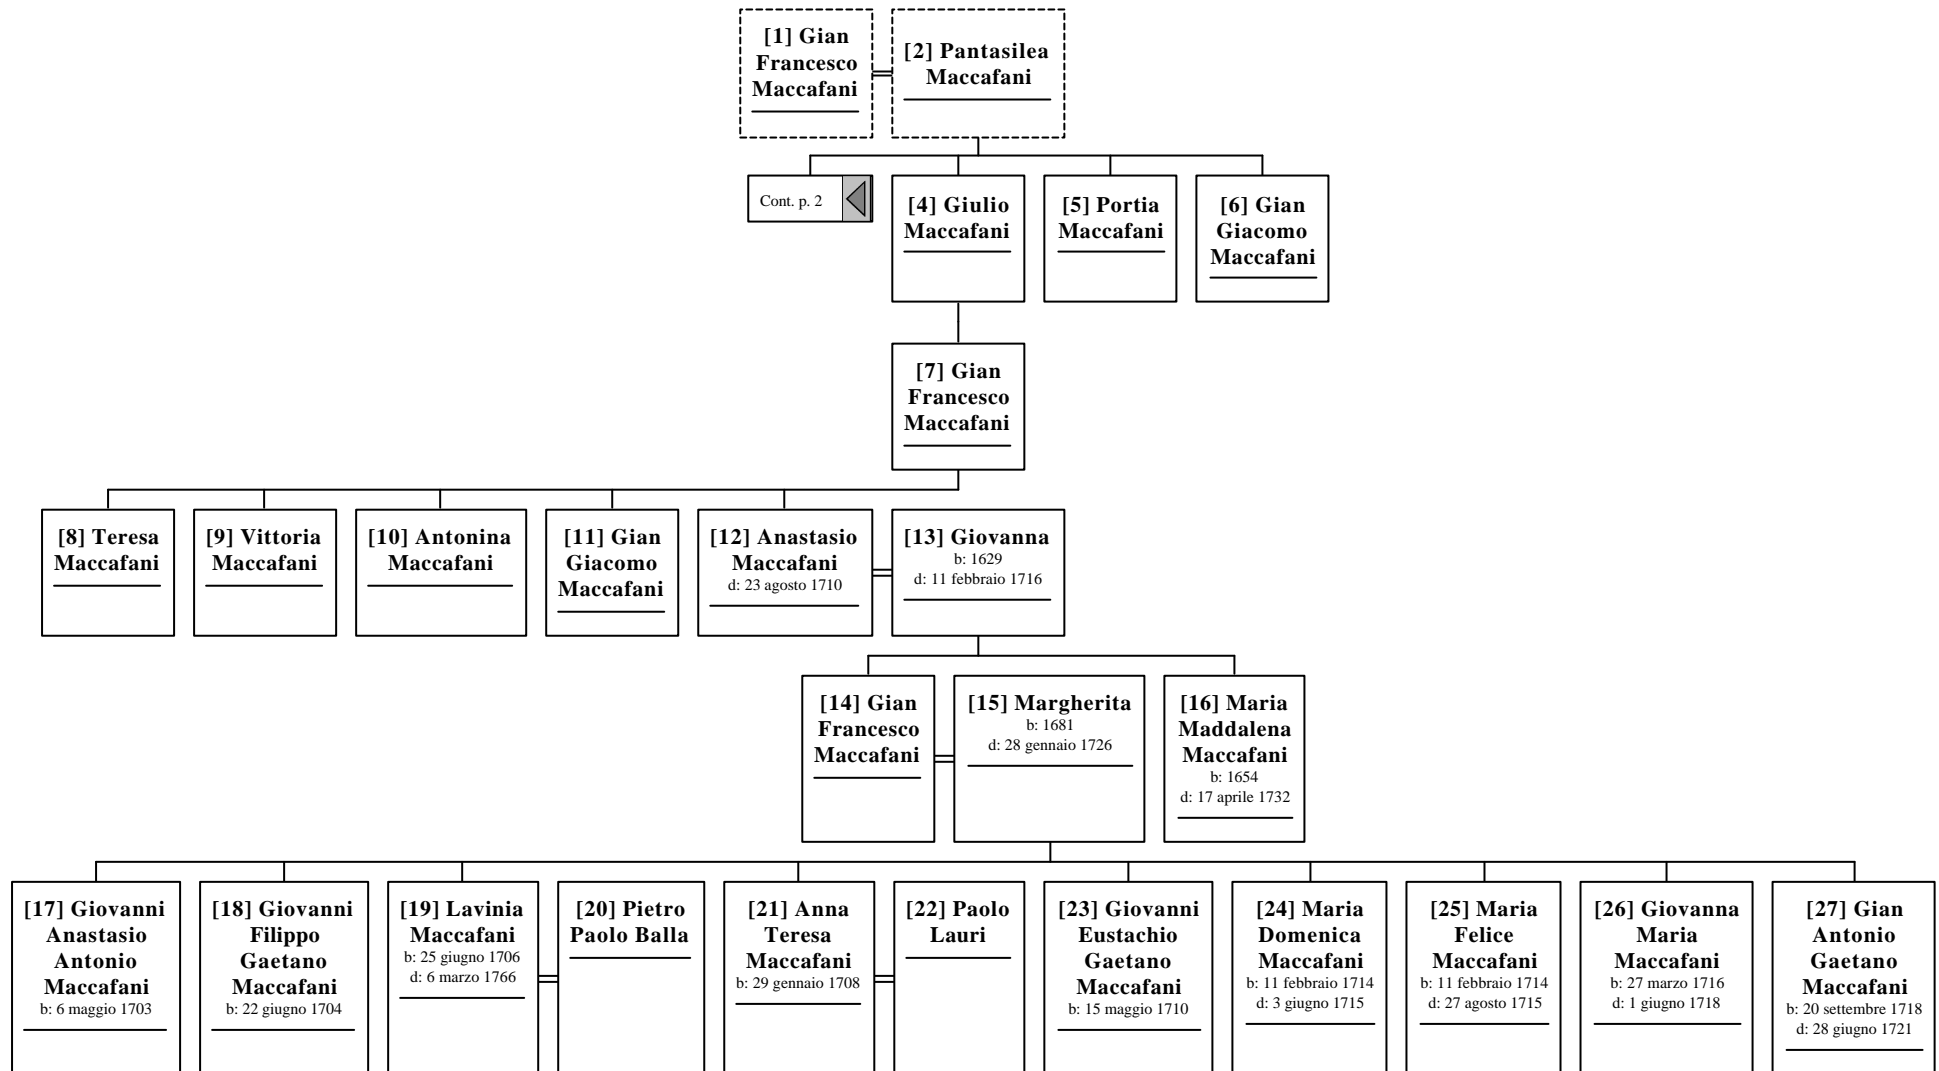 [1] Gian
Francesco
Maccafani
[2] Pantasilea
Maccafani
Cont. p. 2
[4] Giulio
Maccafani
[5] Portia
Maccafani
[6] Gian
Giacomo
Maccafani
[7] Gian
Francesco
Maccafani
[8] Teresa
Maccafani
[9] Vittoria
Maccafani
[10] Antonina
Maccafani
[11] Gian
Giacomo
Maccafani
[12] Anastasio
Maccafani
d: 23 agosto 1710
[13] Giovanna
b: 1629
d: 11 febbraio 1716
[14] Gian
Francesco
Maccafani
[15] Margherita
b: 1681
d: 28 gennaio 1726
[16] Maria
Maddalena
Maccafani
b: 1654
d: 17 aprile 1732
[17] Giovanni
Anastasio
Antonio
Maccafani
b: 6 maggio 1703
[18] Giovanni
Filippo
Gaetano
Maccafani
b: 22 giugno 1704
[19] Lavinia
Maccafani
b: 25 giugno 1706
d: 6 marzo 1766
[20] Pietro
Paolo Balla
[21] Anna
Teresa
Maccafani
b: 29 gennaio 1708
[22] Paolo
Lauri
[23] Giovanni
Eustachio
Gaetano
Maccafani
b: 15 maggio 1710
[24] Maria
Domenica
Maccafani
b: 11 febbraio 1714
d: 3 giugno 1715
[25] Maria
Felice
Maccafani
b: 11 febbraio 1714
d: 27 agosto 1715
[26] Giovanna
Maria
Maccafani
b: 27 marzo 1716
d: 1 giugno 1718
[27] Gian
Antonio
Gaetano
Maccafani
b: 20 settembre 1718
d: 28 giugno 1721